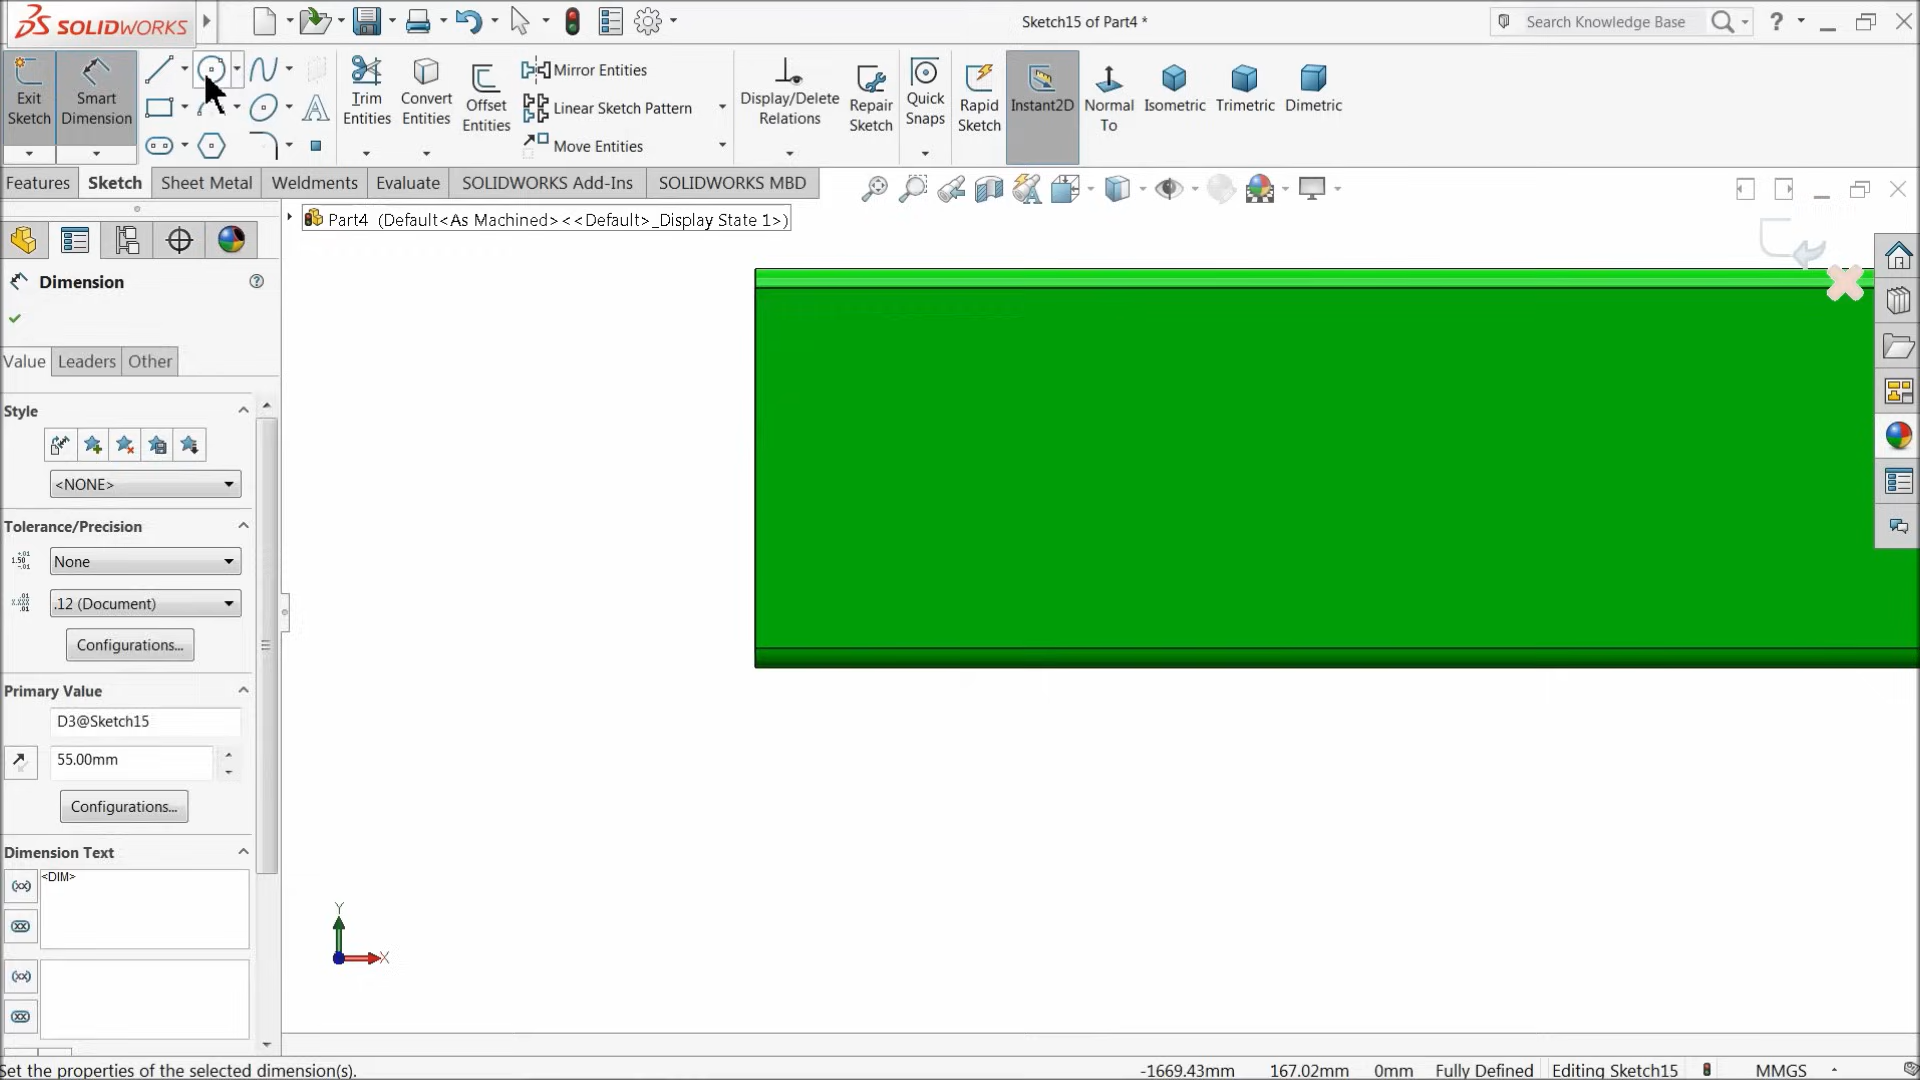 SOLIDWORKS
Sketch15 of Part4 *
Search Knowledge Base
?
Exit Sketch
Smart Dimension
Trim Entities
Convert Entities
Offset Entities
Mirror Entities
Linear Sketch Pattern
Move Entities
Display/Delete Relations
Repair Sketch
Quick Snaps
Rapid Sketch
Instant2D
Normal To
Isometric
Trimetric
Dimetric
Features
Sketch
Sheet Metal
Weldments
Evaluate
SOLIDWORKS Add-Ins
SOLIDWORKS MBD
Part4 (Default<As Machined><<Default>_Display State 1>)
Dimension
Value
Leaders
Other
Style
<NONE>
Tolerance/Precision
None
.12 (Document)
Configurations...
Primary Value
D3@Sketch15
55.00mm
Configurations...
Dimension Text
<DIM>
Y
X
Set the properties of the selected dimension(s).
-1669.43mm
167.02mm
0mm
Fully Defined
Editing Sketch15
MMGS